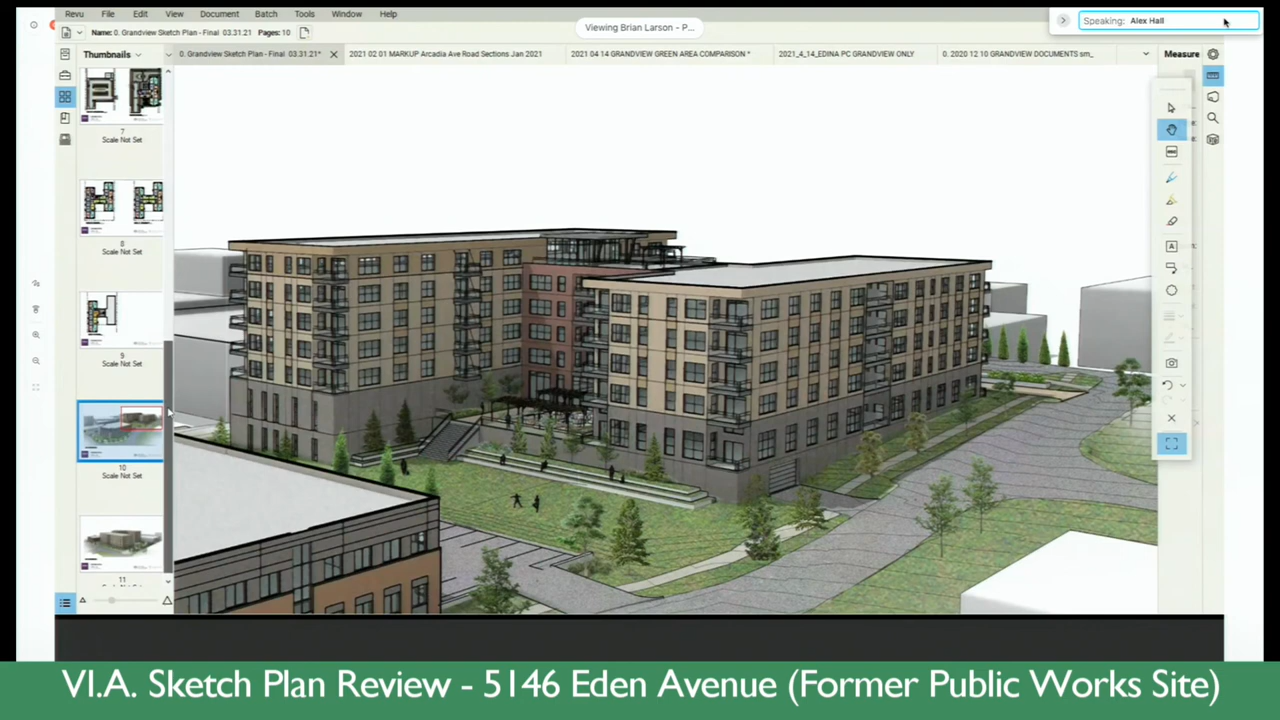 Revu File Edit View Document Batch Tools Window Help
Speaking: Alex Hall
Viewing Brian Larson - P...
Name: 0. Grandview Sketch Plan - Final 03.31.21 Pages: 10
Thumbnails
0. Grandview Sketch Plan - Final 03.31.21*
2021 02 01 MARKUP Arcadia Ave Road Sections Jan 2021
2021 04 14 GRANDVIEW GREEN AREA COMPARISON *
2021_4_14_EDINA PC GRANDVIEW ONLY
0. 2020 12 10 GRANDVIEW DOCUMENTS sm_
Measure
7
Scale Not Set
8
Scale Not Set
9
Scale Not Set
10
Scale Not Set
11
VI.A. Sketch Plan Review - 5146 Eden Avenue (Former Public Works Site)